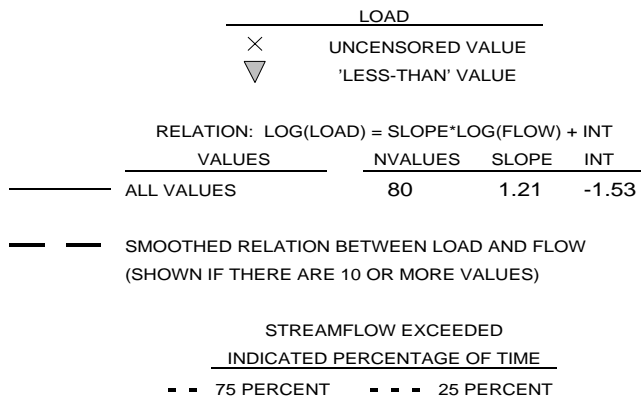 LOAD
UNCENSORED VALUE
'LESS-THAN' VALUE
RELATION: LOG(LOAD) = SLOPE*LOG(FLOW) + INT
VALUES NVALUES SLOPE INT
ALL VALUES 80 1.21 -1.53
SMOOTHED RELATION BETWEEN LOAD AND FLOW
(SHOWN IF THERE ARE 10 OR MORE VALUES)
STREAMFLOW EXCEEDED
INDICATED PERCENTAGE OF TIME
75 PERCENT 25 PERCENT